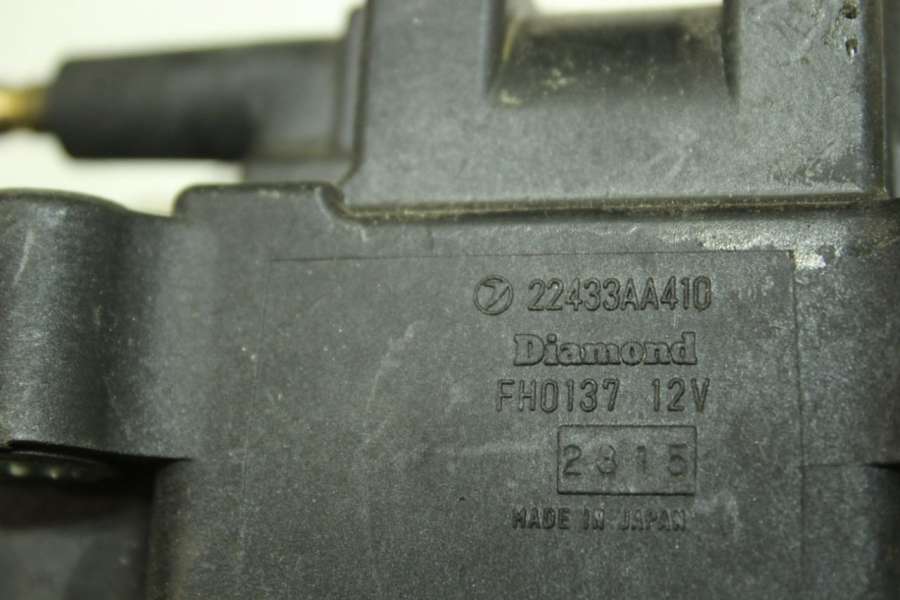 22433AA410
Diamond
FH0137 12V
2315
MADE IN JAPAN